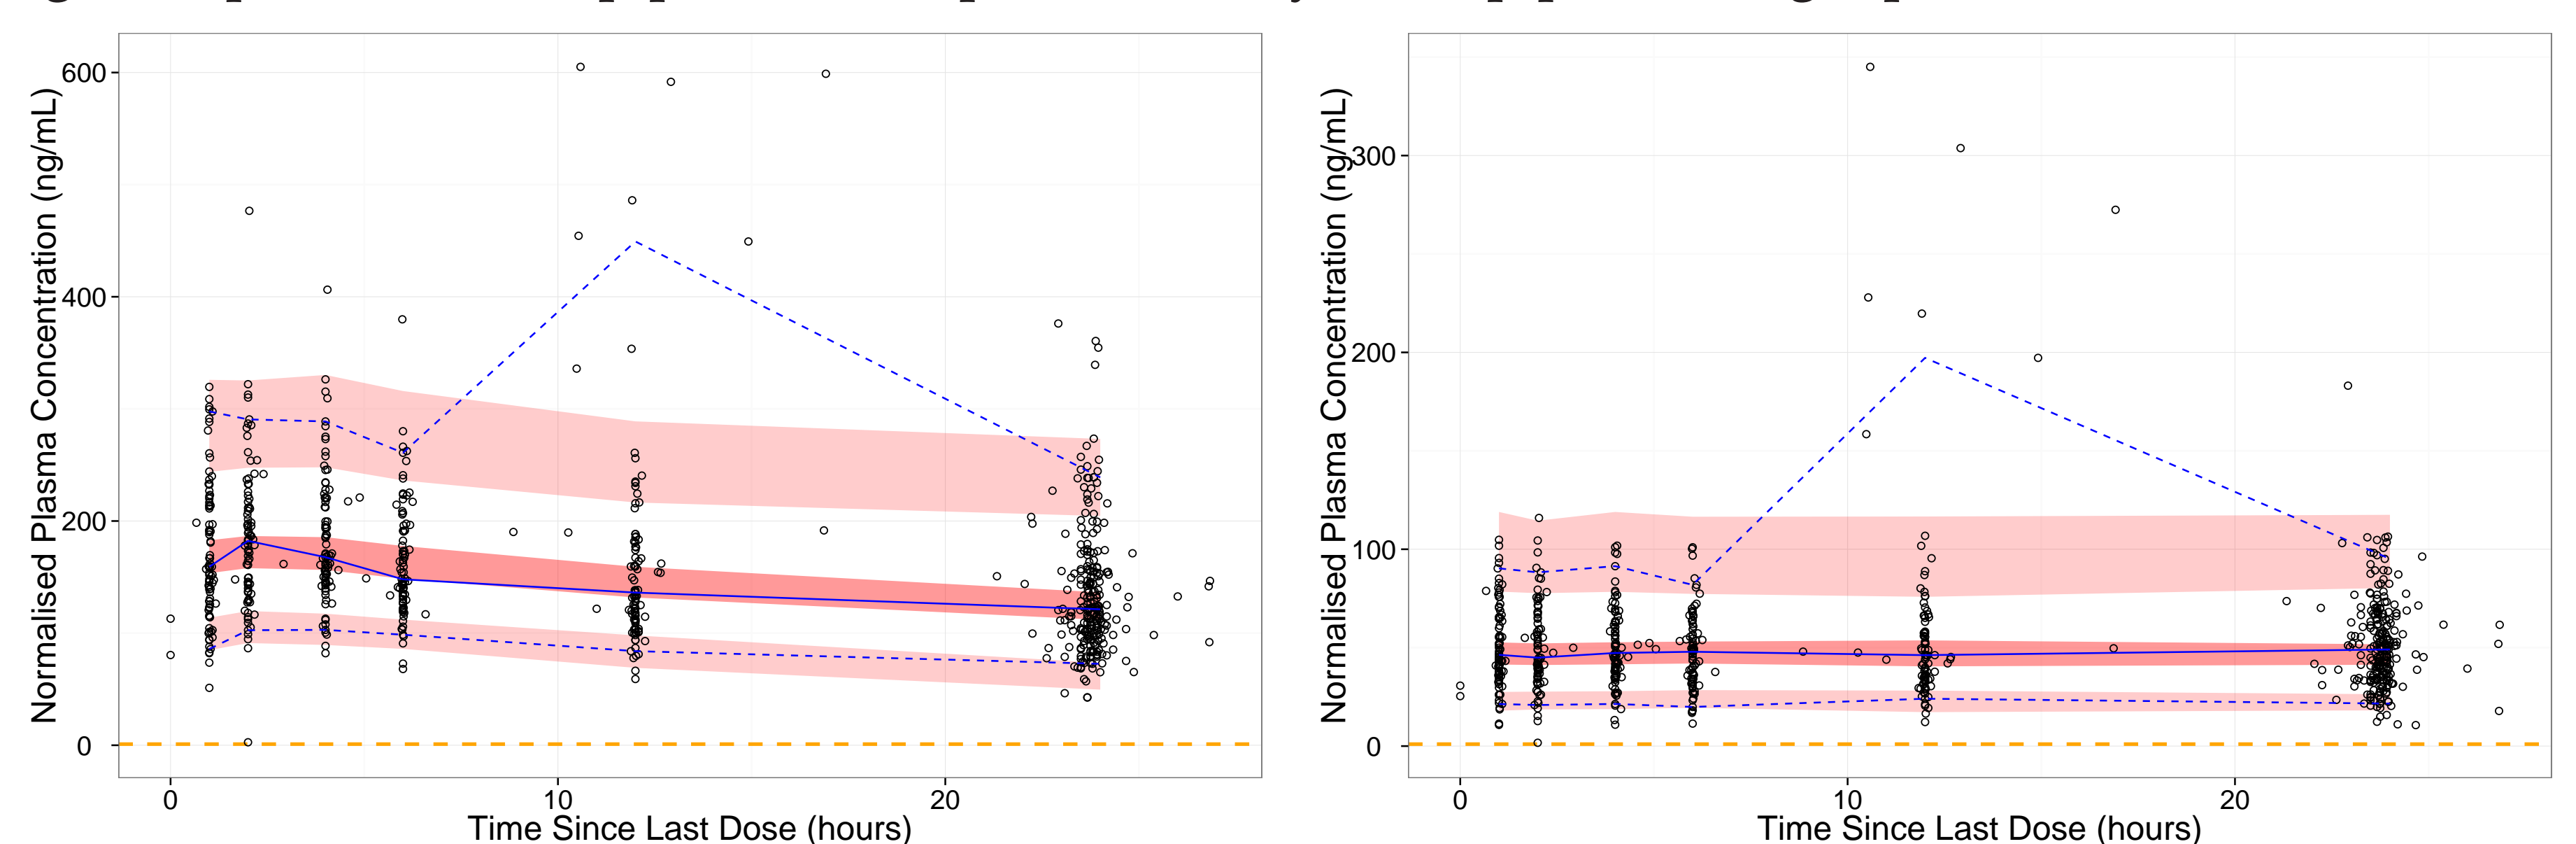 Normalised Plasma Concentration (ng/mL)
600
400
200
0
0 10 20
Time Since Last Dose (hours)
Normalised Plasma Concentration (ng/mL)
300
200
100
0
0 10 20
Time Since Last Dose (hours)